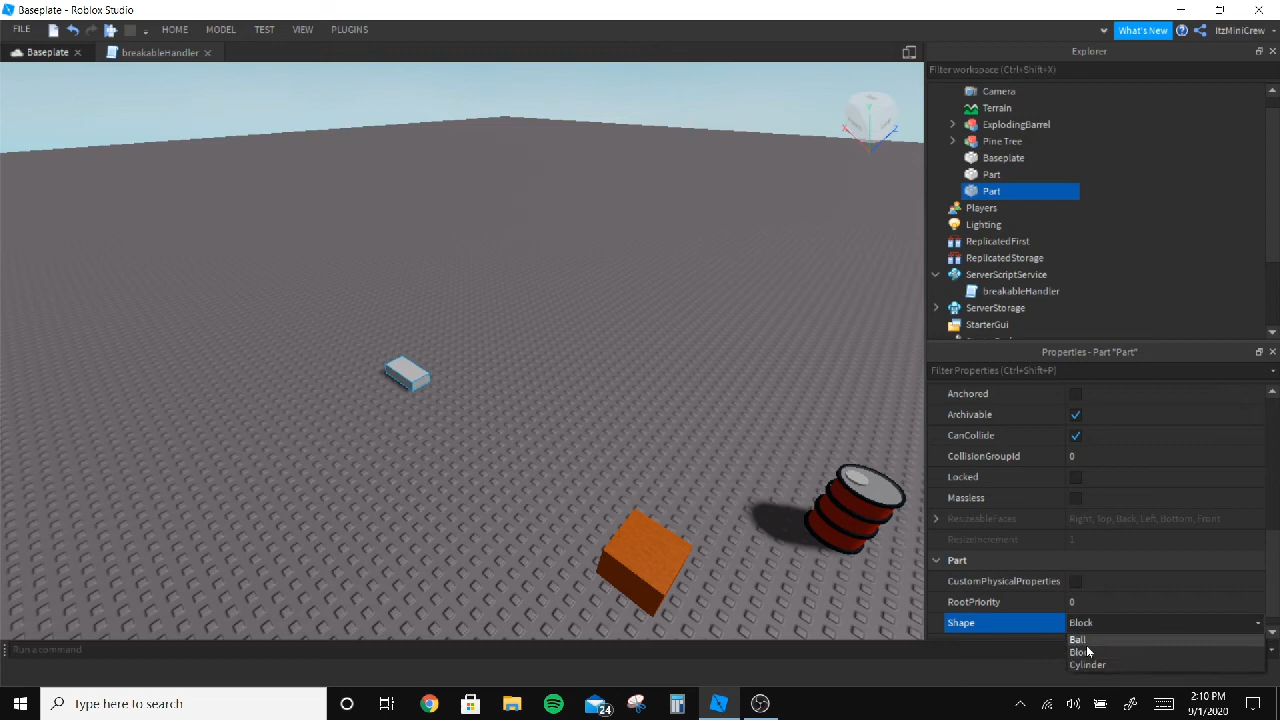 Baseplate - Roblox Studio
FILE HOME MODEL TEST VIEW PLUGINS What's New ItzMiniCrew
Baseplate breakableHandler
Explorer
Filter workspace (Ctrl+Shift+X)
Camera
Terrain
ExplodingBarrel
Pine Tree
Baseplate
Part
Part
Players
Lighting
ReplicatedFirst
ReplicatedStorage
ServerScriptService
breakableHandler
ServerStorage
StarterGui
Y
X Z
Properties - Part "Part"
Filter Properties (Ctrl+Shift+P)
Anchored
Archivable
CanCollide
CollisionGroupId 0
Locked
Massless
ResizeableFaces Right, Top, Back, Left, Bottom, Front
ResizeIncrement 1
Part
CustomPhysicalProperties
RootPriority 0
Shape Block
Ball
Cylinder
Run a command
Type here to search
24
2:10 PM
9/1/2020